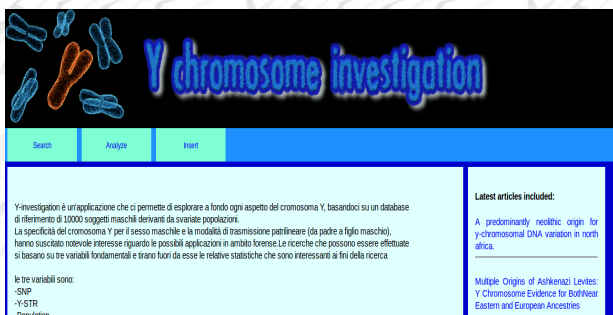 Y chromosome investigation
Search
Analyze
Insert
Y-investigation è un'applicazione che ci permette di esplorare a fondo ogni aspetto del cromosoma Y, basandoci su un database
di riferimento di 10000 soggetti maschili derivanti da svariate popolazioni.
La specificità del cromosoma Y per il sesso maschile e la modalità di trasmissione patrilineare (da padre a figlio maschio),
hanno suscitato notevole interesse riguardo le possibili applicazioni in ambito forense.Le ricerche che possono essere effettuate
si basano su tre variabili fondamentali e tirano fuori da esse le relative statistiche che sono interessanti ai fini della ricerca
le tre variabili sono:
-SNP
-Y-STR
-Population
Latest articles included:
A predominantly neolithic origin for
y-chromosomal DNA variation in north
africa.
Multiple Origins of Ashkenazi Levites:
Y Chromosome Evidence for BothNear
Eastern and European Ancestries